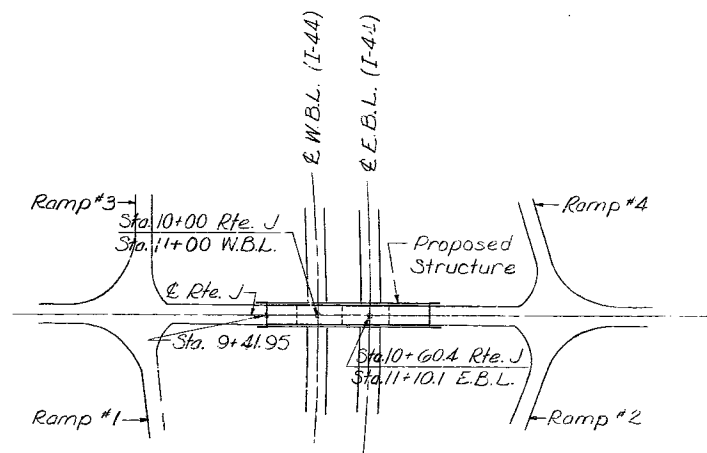 ℄ W.B.L. (I-44)
℄ E.B.L. (I-44)
Ramp #3
Ramp #4
Sta. 10+00 Rte. J
Sta. 11+00 W.B.L.
Proposed
Structure
℄ Rte. J
Sta. 9+41.95
Sta. 10+60.4 Rte. J
Sta. 11+10.1 E.B.L.
Ramp #1
Ramp #2